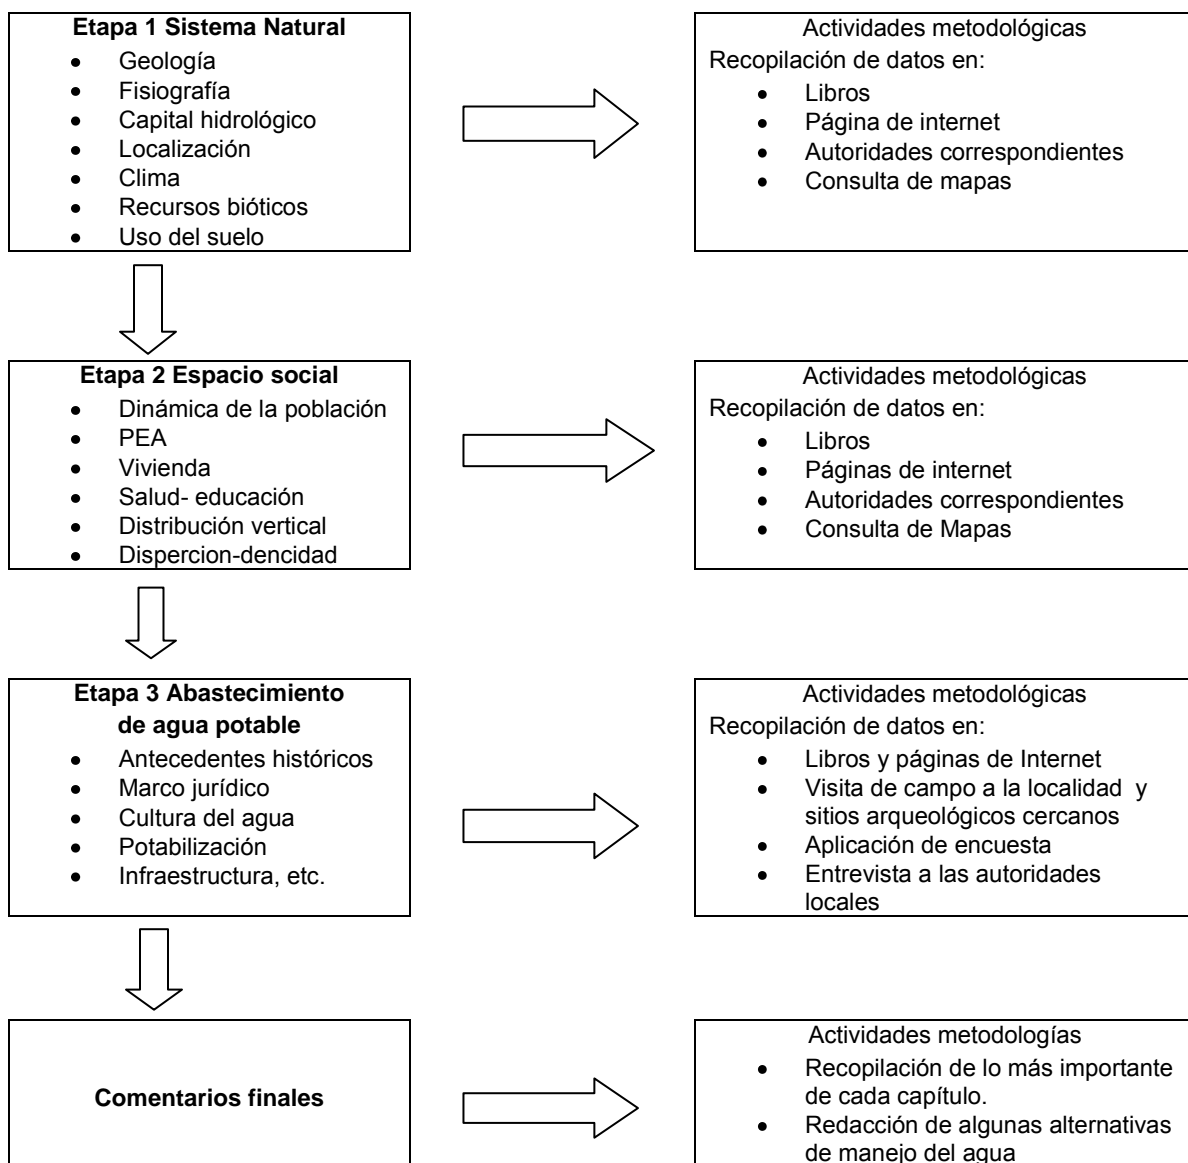 Etapa 1 Sistema Natural
• Geología
• Fisiografía
• Capital hidrológico
• Localización
• Clima
• Recursos bióticos
• Uso del suelo
Actividades metodológicas
Recopilación de datos en:
• Libros
• Página de internet
• Autoridades correspondientes
• Consulta de mapas
Etapa 2 Espacio social
• Dinámica de la población
• PEA
• Vivienda
• Salud- educación
• Distribución vertical
• Dispercion-dencidad
Actividades metodológicas
Recopilación de datos en:
• Libros
• Páginas de internet
• Autoridades correspondientes
• Consulta de Mapas
Etapa 3 Abastecimiento
de agua potable
• Antecedentes históricos
• Marco jurídico
• Cultura del agua
• Potabilización
• Infraestructura, etc.
Actividades metodológicas
Recopilación de datos en:
• Libros y páginas de Internet
• Visita de campo a la localidad y
sitios arqueológicos cercanos
• Aplicación de encuesta
• Entrevista a las autoridades
locales
Comentarios finales
Actividades metodologías
• Recopilación de lo más importante
de cada capítulo.
• Redacción de algunas alternativas
de manejo del agua